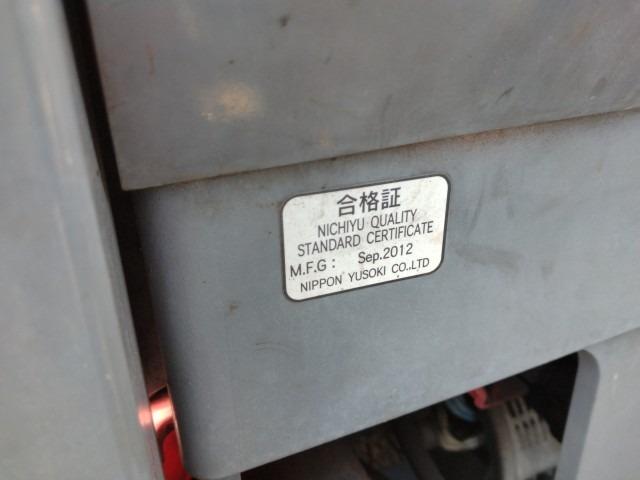 合格証
NICHIYU QUALITY
STANDARD CERTIFICATE
M.F.G : Sep.2012
NIPPON YUSOKI CO.,LTD